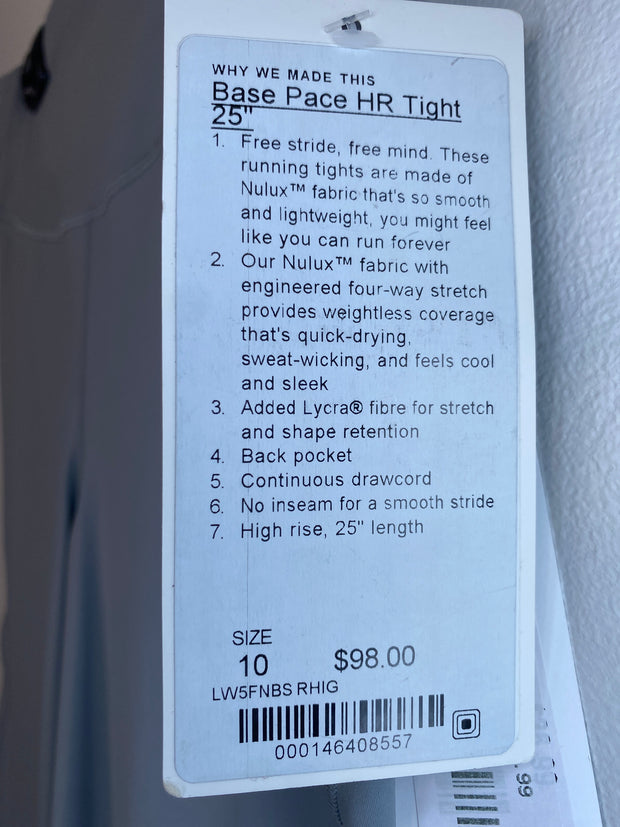 WHY WE MADE THIS
Base Pace HR Tight
25"
1. Free stride, free mind. These
running tights are made of
Nulux™ fabric that's so smooth
and lightweight, you might feel
like you can run forever
2. Our Nulux™ fabric with
engineered four-way stretch
provides weightless coverage
that's quick-drying,
sweat-wicking, and feels cool
and sleek
3. Added Lycra® fibre for stretch
and shape retention
4. Back pocket
5. Continuous drawcord
6. No inseam for a smooth stride
7. High rise, 25" length
SIZE
10 $98.00
LW5FNBS RHIG
000146408557